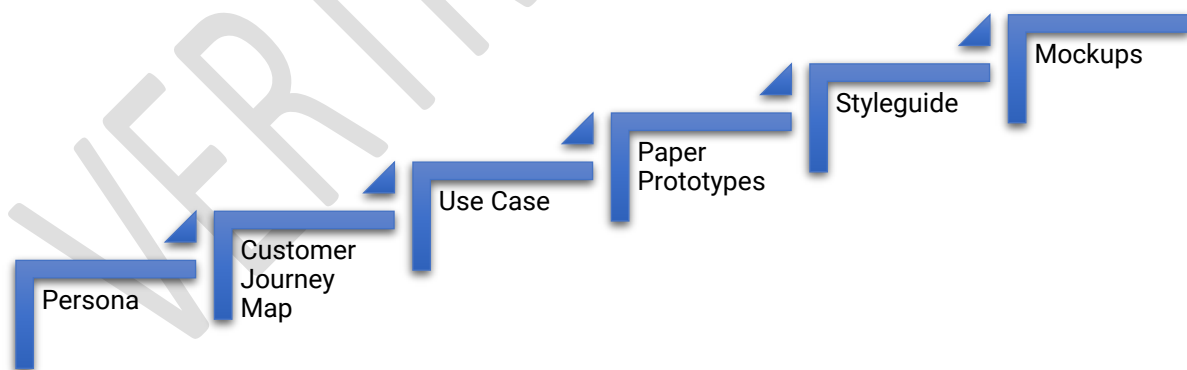 Persona
Customer
Journey
Map
Use Case
Paper
Prototypes
Styleguide
Mockups